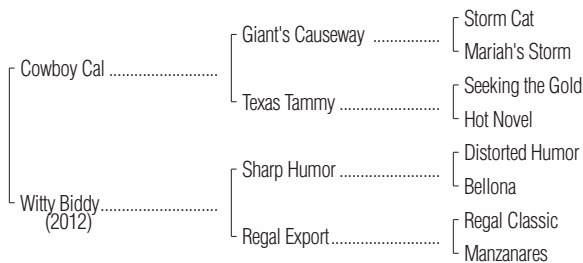 Cowboy Cal
Witty Biddy
(2012)
Giant's Causeway
Texas Tammy
Sharp Humor
Regal Export
Storm Cat
Mariah's Storm
Seeking the Gold
Hot Novel
Distorted Humor
Bellona
Regal Classic
Manzanares